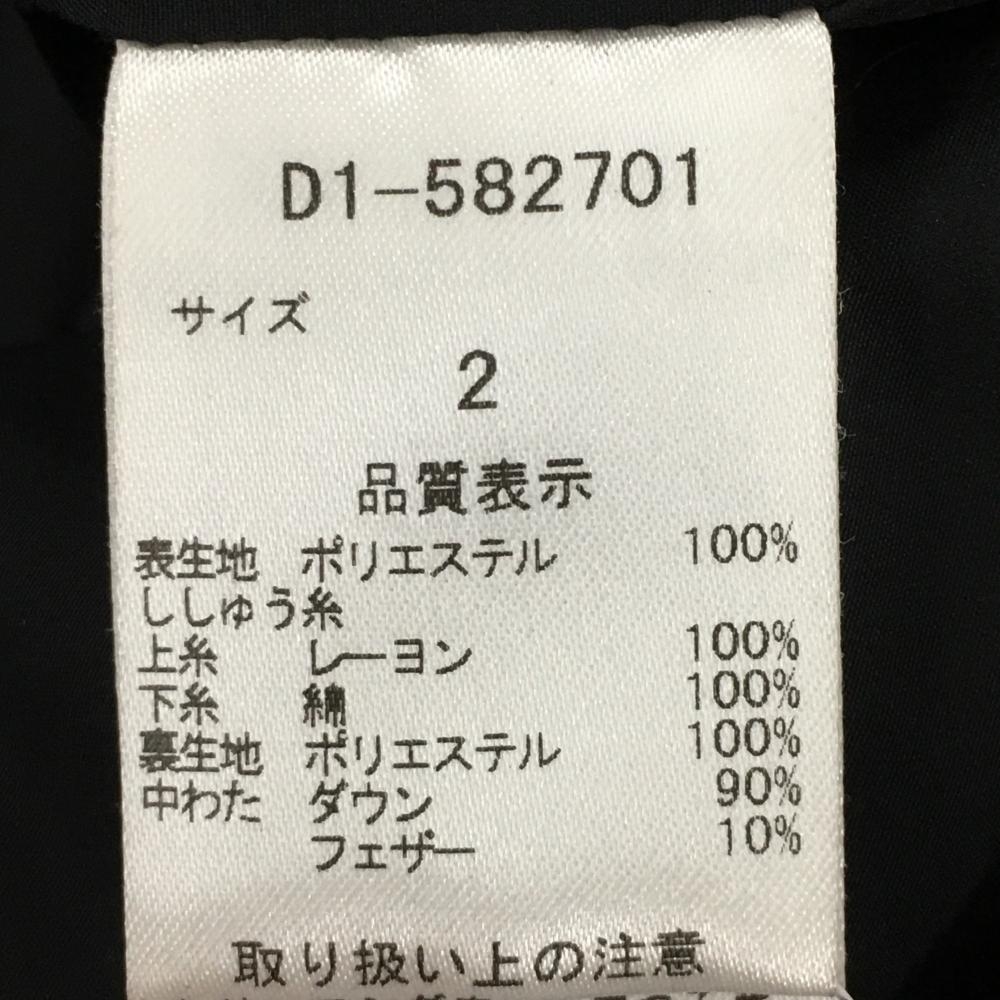 D1-582701
サイズ
2
品質表示
表生地 ポリエステル 100%
ししゅう糸
上糸 レーヨン 100%
下糸 綿 100%
裏生地 ポリエステル 100%
中わた ダウン 90%
フェザー 10%
取り扱い上の注意